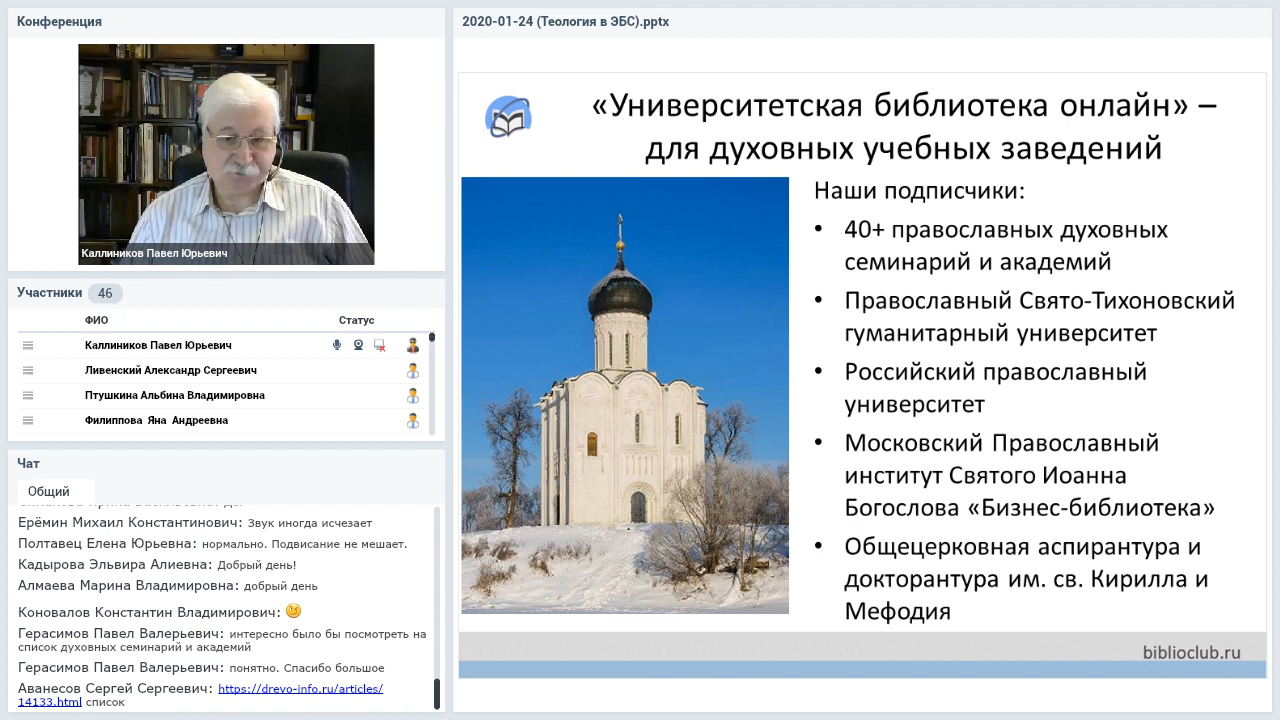 Конференция
Каллиников Павел Юрьевич
Участники 46
ФИО Статус
Каллиников Павел Юрьевич
Ливенский Александр Сергеевич
Птушкина Альбина Владимировна
Филиппова Яна Андреевна
Чат
Общий
Ерёмин Михаил Константинович: Звук иногда исчезает
Полтавец Елена Юрьевна: нормально. Подвисание не мешает.
Кадырова Эльвира Алиевна: Добрый день!
Алмаева Марина Владимировна: добрый день
Коновалов Константин Владимирович:
Герасимов Павел Валерьевич: интересно было бы посмотреть на
список духовных семинарий и академий
Герасимов Павел Валерьевич: понятно. Спасибо большое
Аванесов Сергей Сергеевич: https://drevo-info.ru/articles/
14133.html список
2020-01-24 (Теология в ЭБС).pptx
«Университетская библиотека онлайн» –
для духовных учебных заведений
Наши подписчики:
• 40+ православных духовных
семинарий и академий
• Православный Свято-Тихоновский
гуманитарный университет
• Российский православный
университет
• Московский Православный
институт Святого Иоанна
Богослова «Бизнес-библиотека»
• Общецерковная аспирантура и
докторантура им. св. Кирилла и
Мефодия
biblioclub.ru